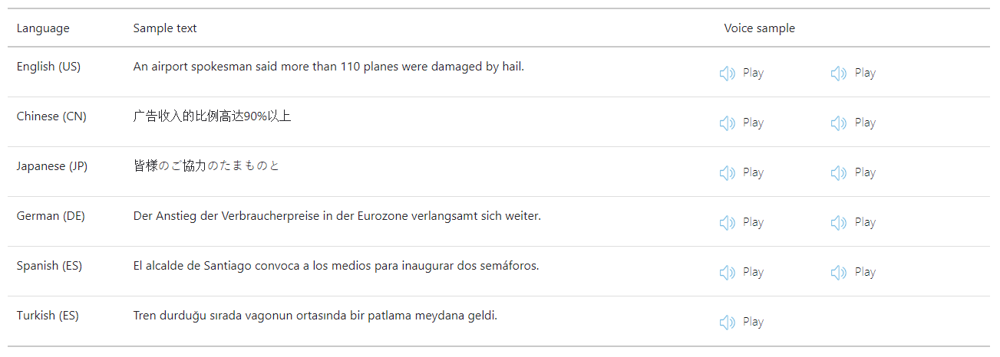 Language Sample text Voice sample
English (US) An airport spokesman said more than 110 planes were damaged by hail. Play Play
Chinese (CN) 广告收入的比例高达90%以上 Play Play
Japanese (JP) 皆様のご協力のたまものと Play Play
German (DE) Der Anstieg der Verbraucherpreise in der Eurozone verlangsamt sich weiter. Play Play
Spanish (ES) El alcalde de Santiago convoca a los medios para inaugurar dos semáforos. Play Play
Turkish (ES) Tren durduğu sırada vagonun ortasında bir patlama meydana geldi. Play